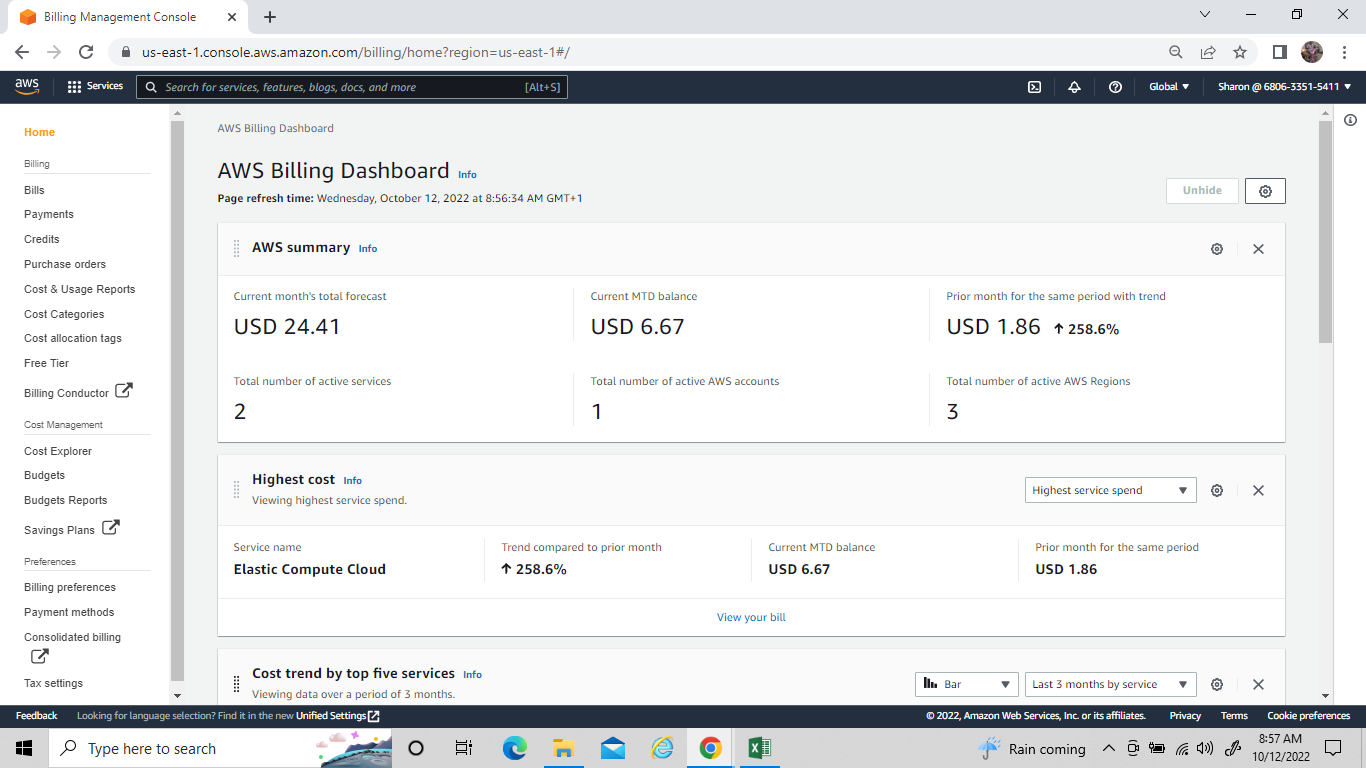 Billing Management Console
us-east-1.console.aws.amazon.com/billing/home?region=us-east-1#/
aws
Services
Search for services, features, blogs, docs, and more [Alt+S]
Global
Sharon @ 6806-3351-5411
Home
Billing
Bills
Payments
Credits
Purchase orders
Cost & Usage Reports
Cost Categories
Cost allocation tags
Free Tier
Billing Conductor
Cost Management
Cost Explorer
Budgets
Budgets Reports
Savings Plans
Preferences
Billing preferences
Payment methods
Consolidated billing
Tax settings
AWS Billing Dashboard
AWS Billing Dashboard Info
Page refresh time: Wednesday, October 12, 2022 at 8:56:34 AM GMT+1
Unhide
AWS summary Info
Current month's total forecast
USD 24.41
Current MTD balance
USD 6.67
Prior month for the same period with trend
USD 1.86 ↑ 258.6%
Total number of active services
2
Total number of active AWS accounts
1
Total number of active AWS Regions
3
Highest cost Info
Viewing highest service spend.
Highest service spend
Service name
Elastic Compute Cloud
Trend compared to prior month
↑ 258.6%
Current MTD balance
USD 6.67
Prior month for the same period
USD 1.86
View your bill
Cost trend by top five services Info
Viewing data over a period of 3 months.
Bar
Last 3 months by service
Feedback
Looking for language selection? Find it in the new Unified Settings
© 2022, Amazon Web Services, Inc. or its affiliates.
Privacy
Terms
Cookie preferences
Type here to search
Rain coming
8:57 AM
10/12/2022